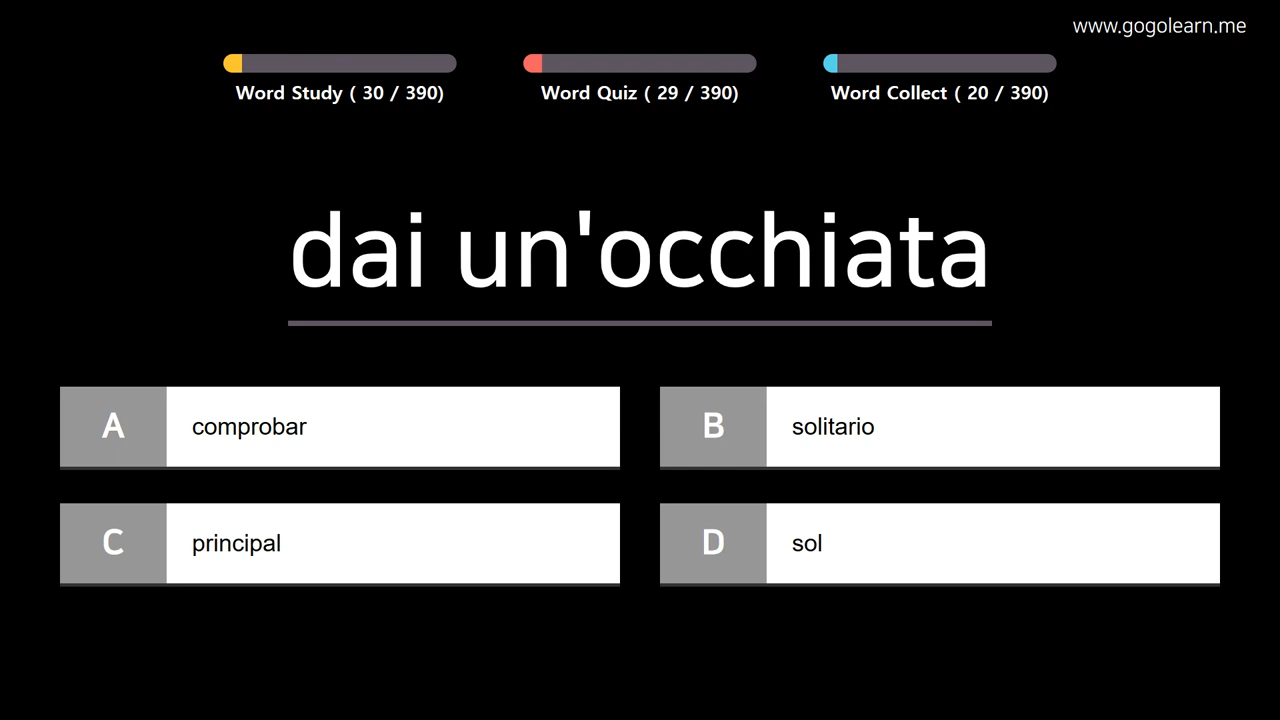 www.gogolearn.me
Word Study ( 30 / 390)
Word Quiz ( 29 / 390)
Word Collect ( 20 / 390)
dai un'occhiata
A comprobar
B solitario
C principal
D sol